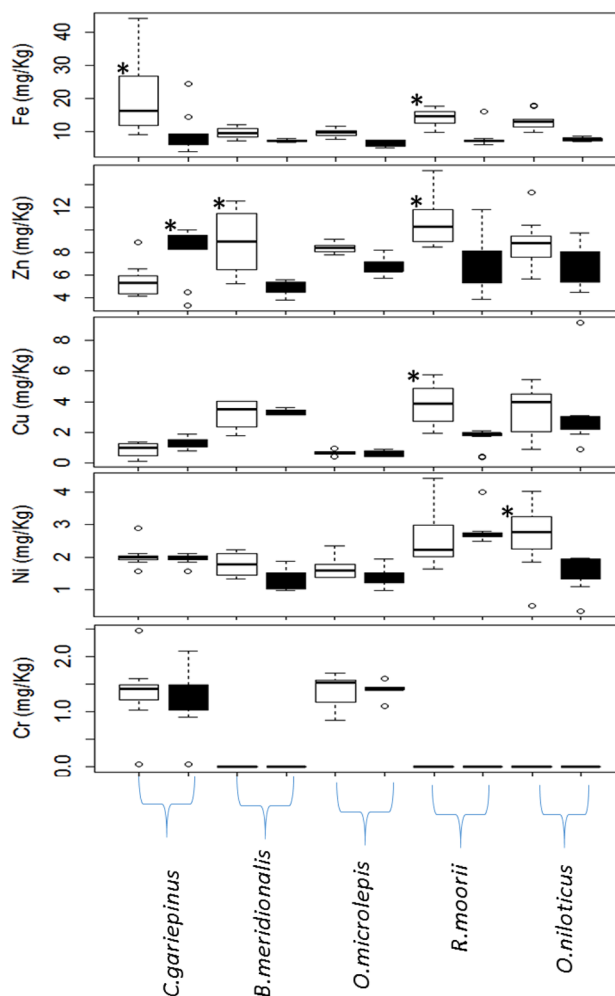 Fe (mg/Kg)
10 20 30 40
*
*
Zn (mg/Kg)
4 6 8 12
*
*
*
Cu (mg/Kg)
0 2 4 6 8
*
Ni (mg/Kg)
1 2 3 4
*
Cr (mg/Kg)
0.0 1.0 2.0
C.gariepinus
B.meridionalis
O.microlepis
R.moorii
O.niloticus